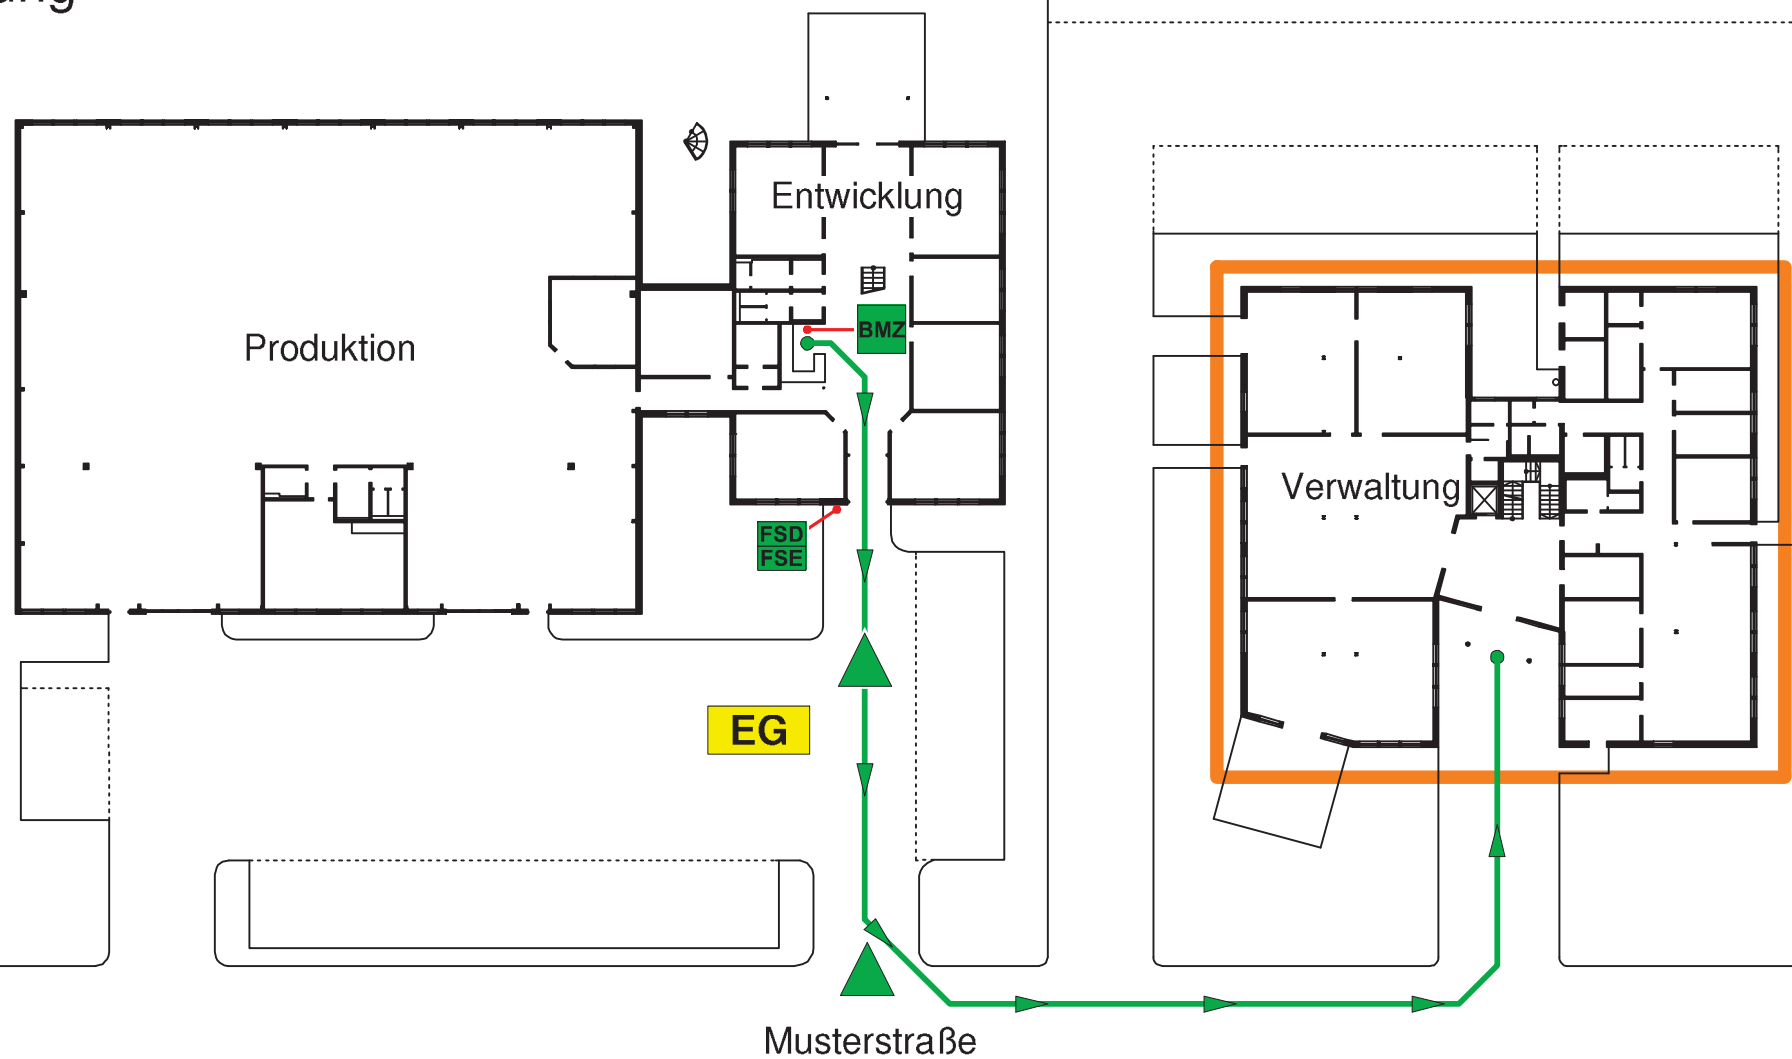 Entwicklung
Produktion
BMZ
Verwaltung
FSD
FSE
EG
Musterstraße